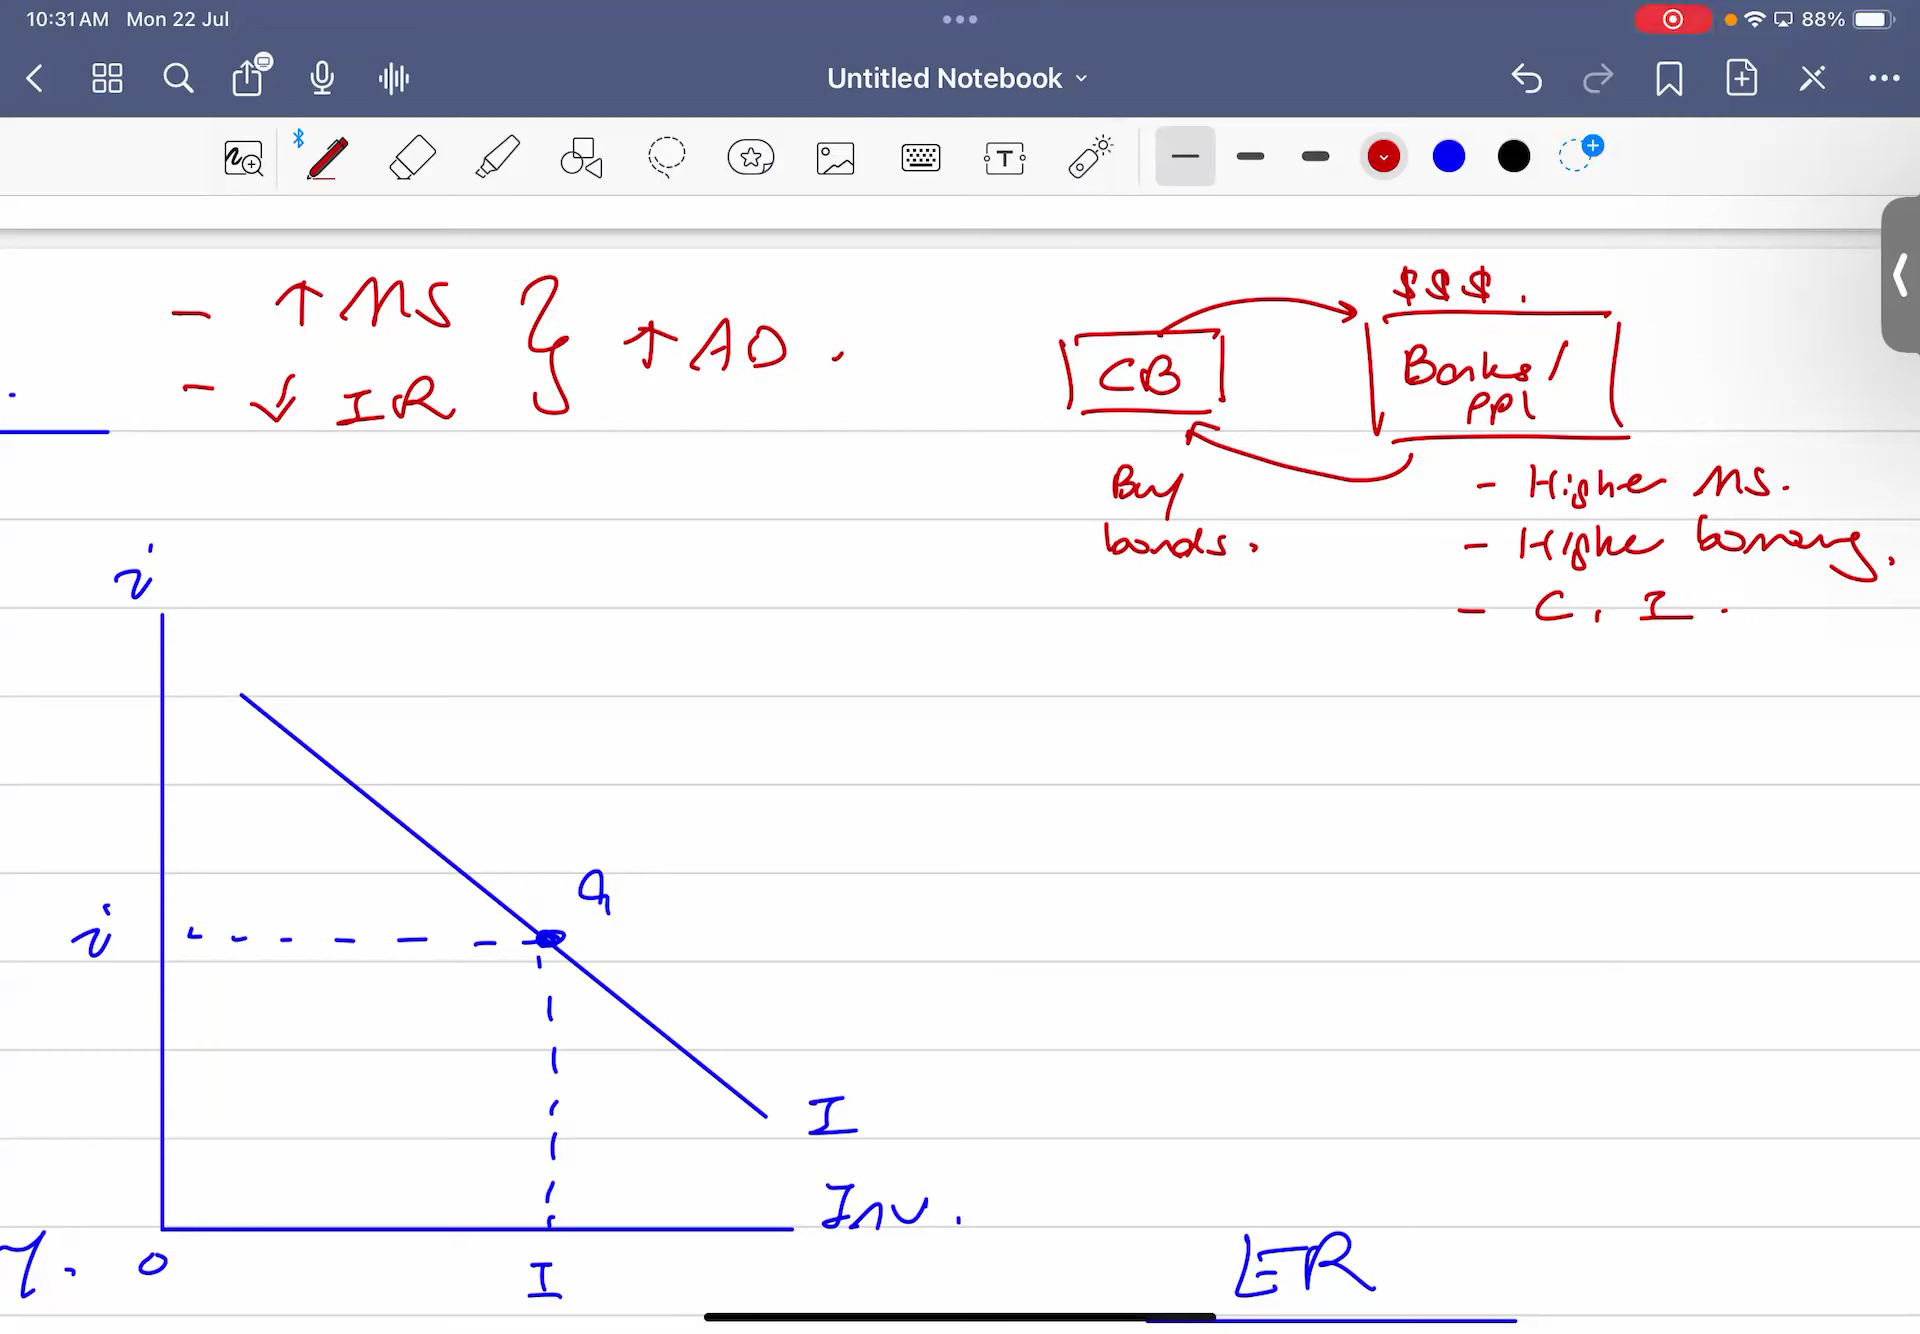 10:31 AM Mon 22 Jul
88%
Untitled Notebook
T
- ↑ MS } ↑ AD.
- ↓ IR
$$$.
CB
Banks/
ppl
Buy
bonds.
- Higher MS.
- Higher borrowing.
- C, I.
i
a
i
I
Inv.
Y. 0
I
ER